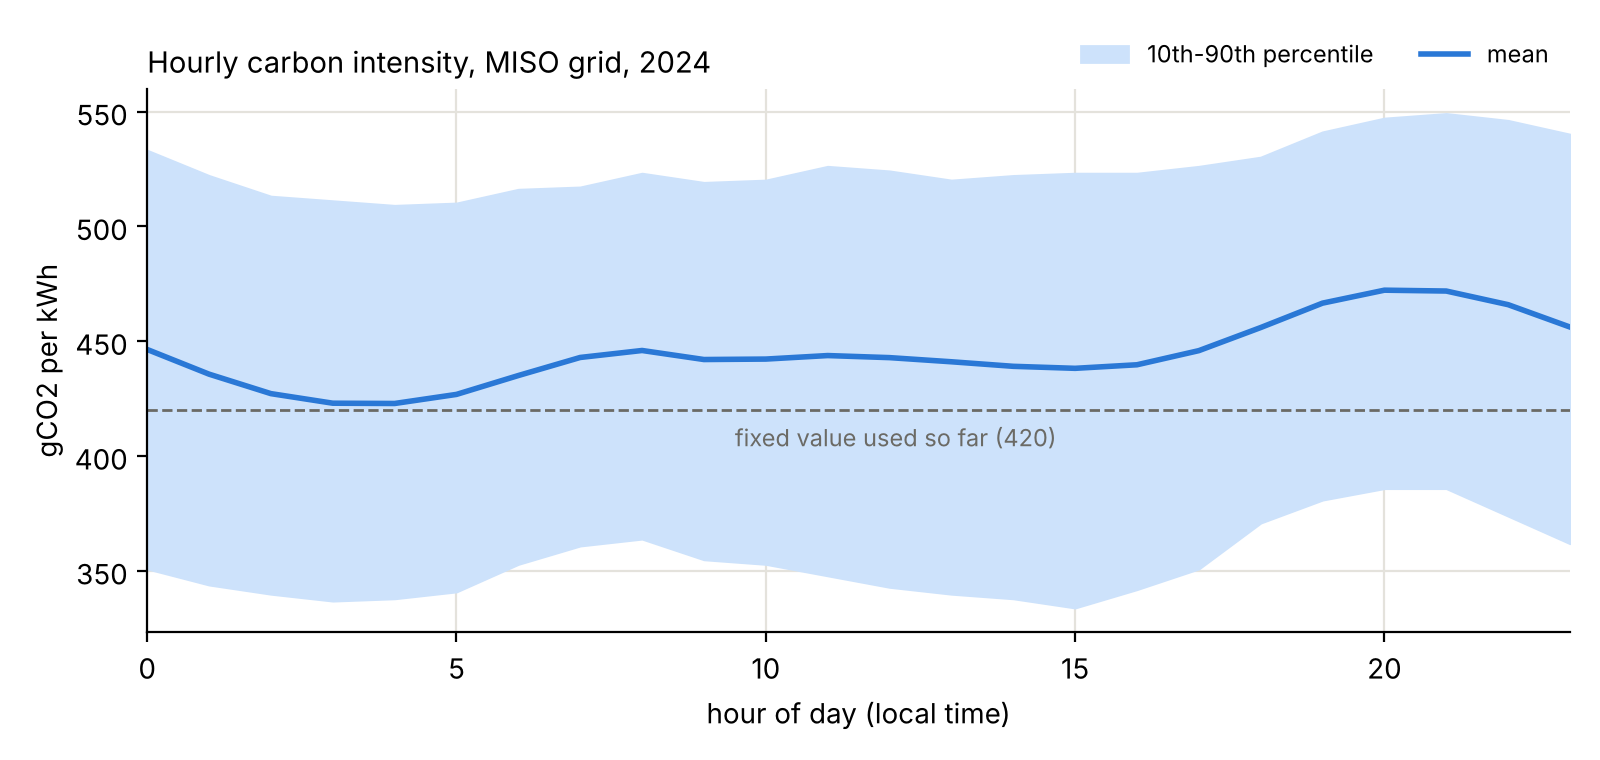 Hourly carbon intensity, MISO grid, 2024
10th-90th percentile
mean
550
500
450
400
350
gCO2 per kWh
fixed value used so far (420)
0 5 10 15 20
hour of day (local time)